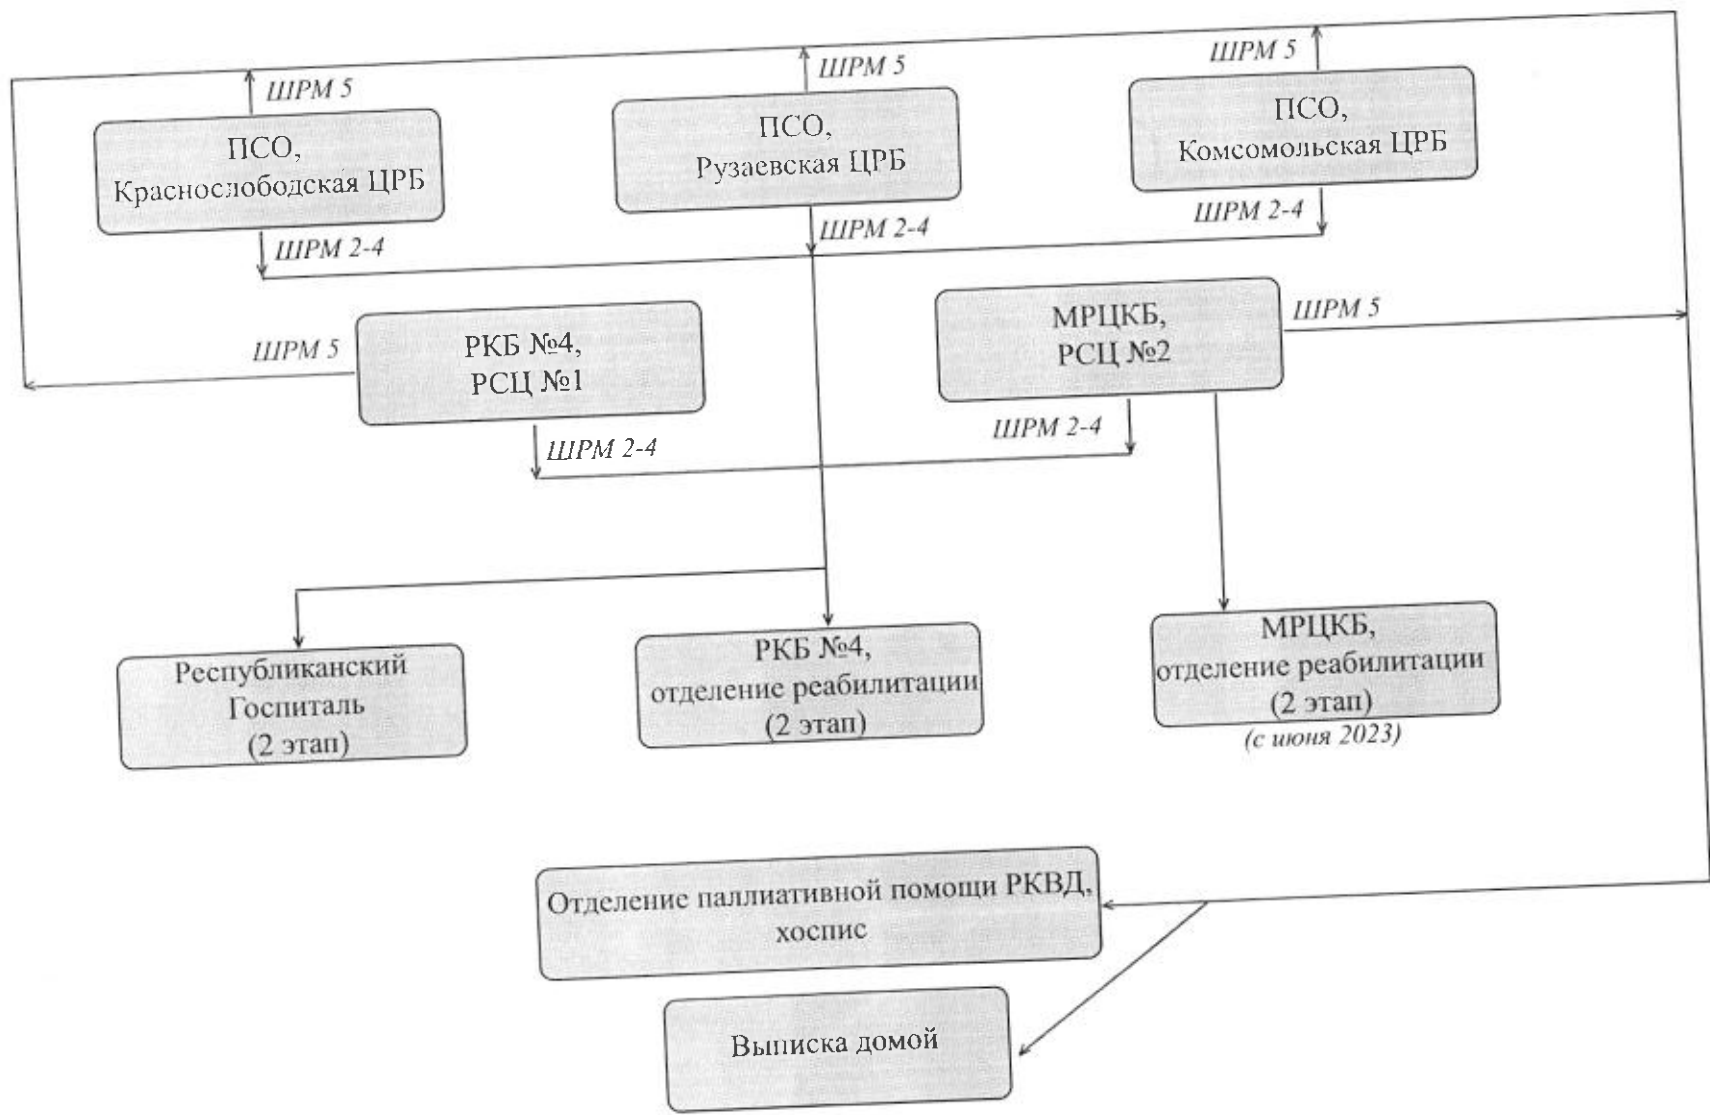 ШРМ 5
ШРМ 5
ШРМ 5
ПСО,
Краснослободская ЦРБ
ПСО,
Рузаевская ЦРБ
ПСО,
Комсомольская ЦРБ
ШРМ 2-4
ШРМ 2-4
ШРМ 2-4
ШРМ 5
РКБ №4,
РСЦ №1
МРЦКБ,
РСЦ №2
ШРМ 5
ШРМ 2-4
ШРМ 2-4
Республиканский
Госпиталь
(2 этап)
РКБ №4,
отделение реабилитации
(2 этап)
МРЦКБ,
отделение реабилитации
(2 этап)
(с июня 2023)
Отделение паллиативной помощи РКВД,
хоспис
Выписка домой